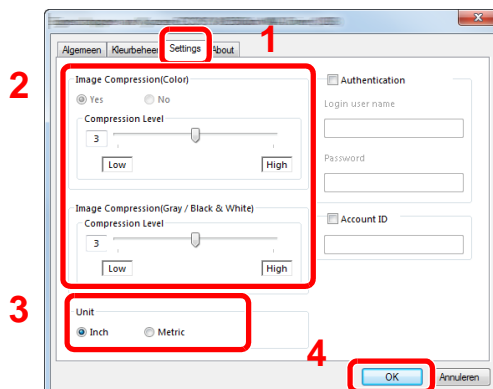 1
Algemeen Kleurbehee Settings About
2
Image Compression(Color)
Yes No
Compression Level
3
Low High
Image Compression(Gray / Black & White)
Compression Level
3
Low High
Authentication
Login user name
Password
Account ID
3
Unit
Inch Metric
4
OK Annuleren